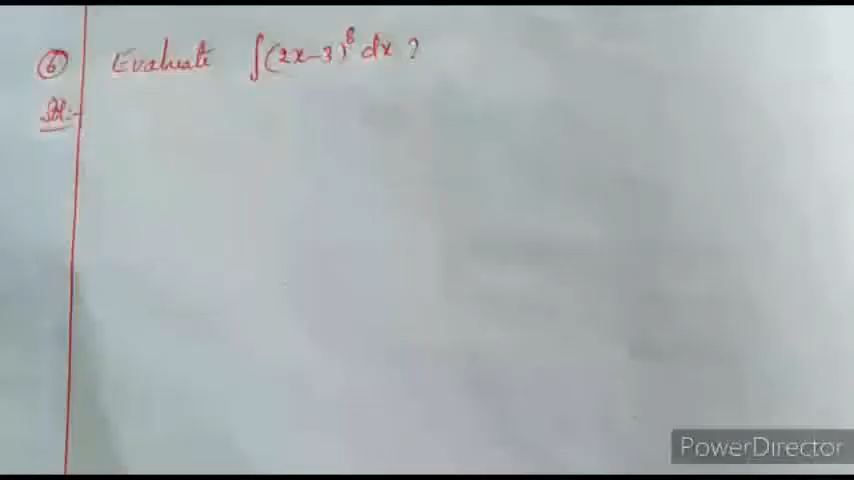 ⑥ Evaluate ∫(2x-3)⁸ dx ?
Sol:-
PowerDirector